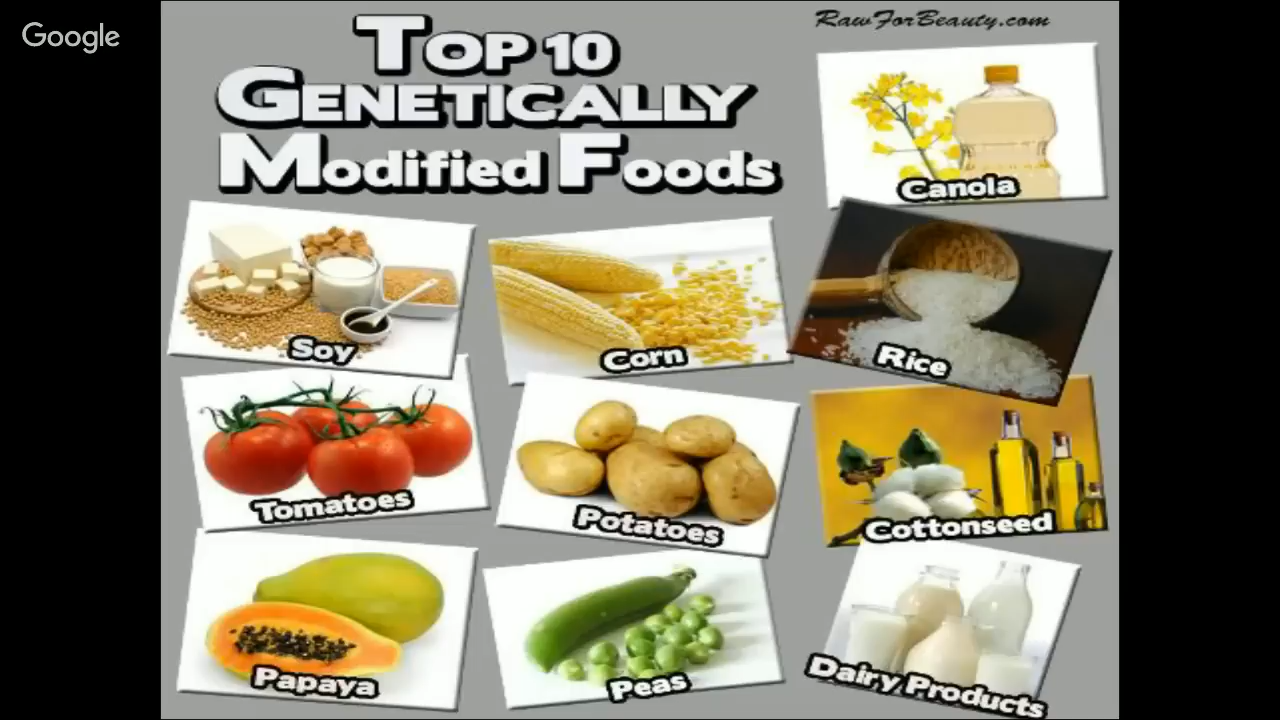 Google
RawForBeauty.com
Top 10
Genetically
Modified Foods
Canola
Soy
Corn
Rice
Tomatoes
Potatoes
Cottonseed
Papaya
Peas
Dairy Products